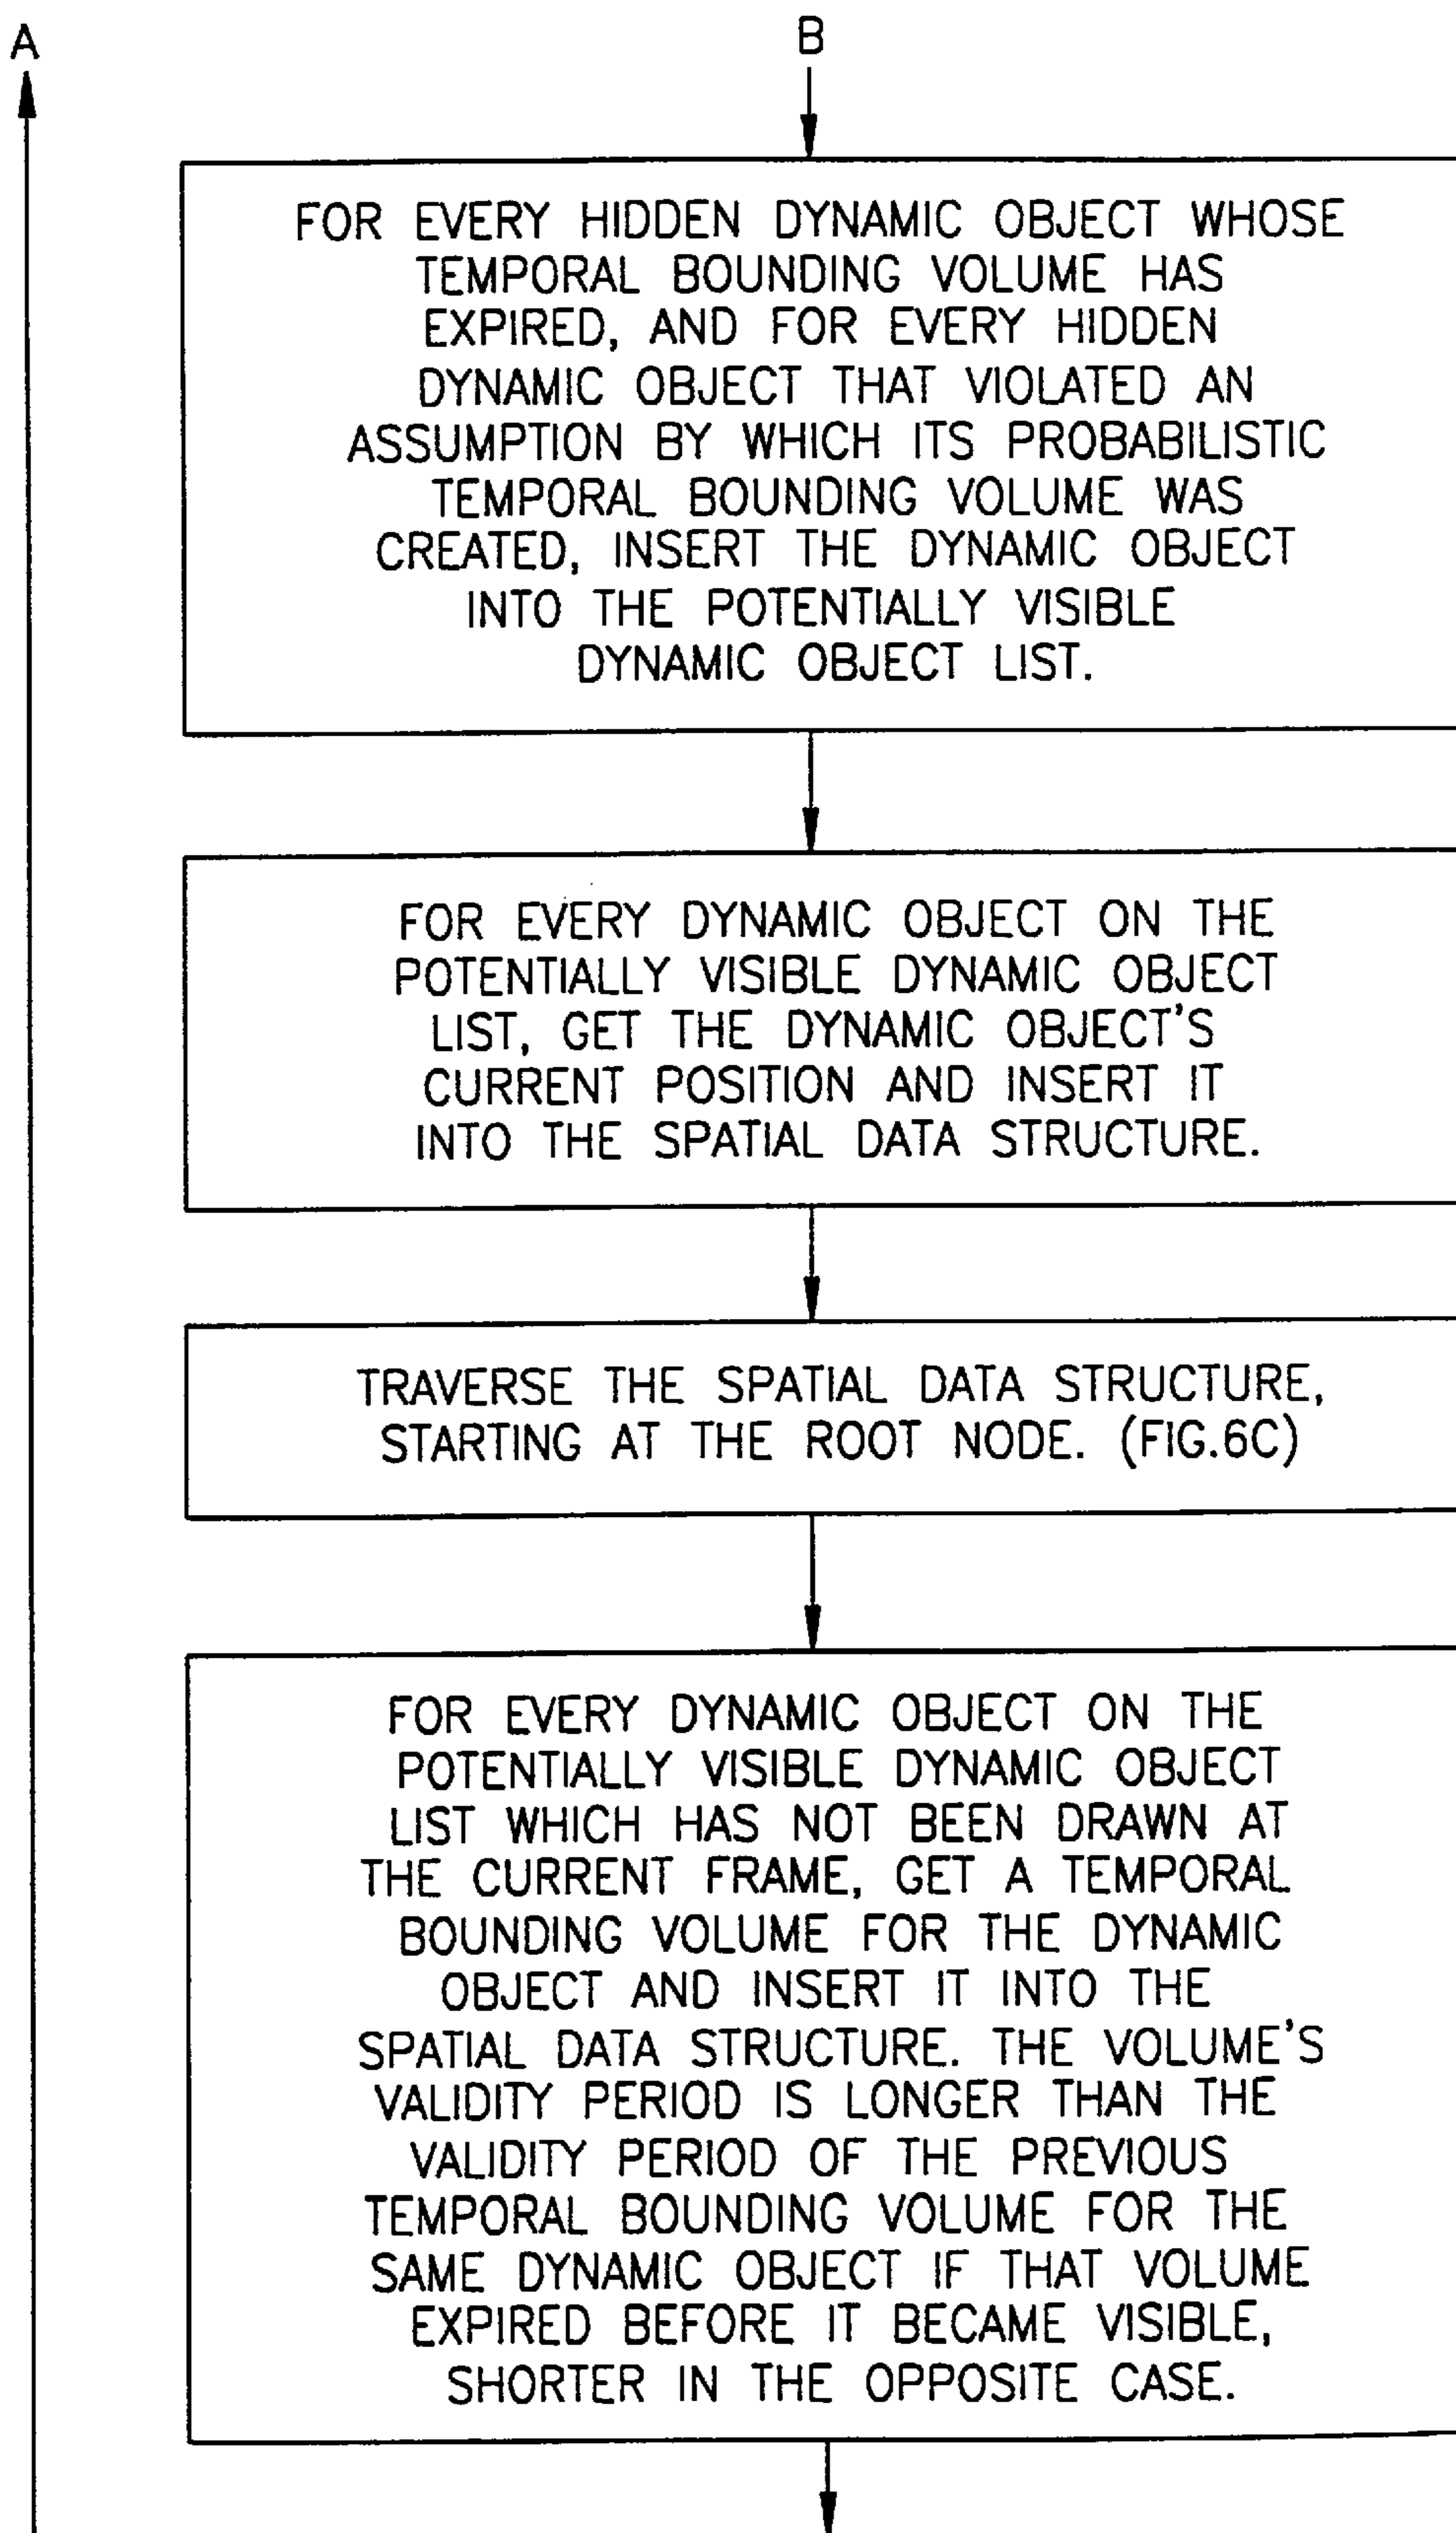 A
B
FOR EVERY HIDDEN DYNAMIC OBJECT WHOSE
TEMPORAL BOUNDING VOLUME HAS
EXPIRED, AND FOR EVERY HIDDEN
DYNAMIC OBJECT THAT VIOLATED AN
ASSUMPTION BY WHICH ITS PROBABILISTIC
TEMPORAL BOUNDING VOLUME WAS
CREATED, INSERT THE DYNAMIC OBJECT
INTO THE POTENTIALLY VISIBLE
DYNAMIC OBJECT LIST.
FOR EVERY DYNAMIC OBJECT ON THE
POTENTIALLY VISIBLE DYNAMIC OBJECT
LIST, GET THE DYNAMIC OBJECT'S
CURRENT POSITION AND INSERT IT
INTO THE SPATIAL DATA STRUCTURE.
TRAVERSE THE SPATIAL DATA STRUCTURE,
STARTING AT THE ROOT NODE. (FIG.6C)
FOR EVERY DYNAMIC OBJECT ON THE
POTENTIALLY VISIBLE DYNAMIC OBJECT
LIST WHICH HAS NOT BEEN DRAWN AT
THE CURRENT FRAME, GET A TEMPORAL
BOUNDING VOLUME FOR THE DYNAMIC
OBJECT AND INSERT IT INTO THE
SPATIAL DATA STRUCTURE. THE VOLUME'S
VALIDITY PERIOD IS LONGER THAN THE
VALIDITY PERIOD OF THE PREVIOUS
TEMPORAL BOUNDING VOLUME FOR THE
SAME DYNAMIC OBJECT IF THAT VOLUME
EXPIRED BEFORE IT BECAME VISIBLE,
SHORTER IN THE OPPOSITE CASE.